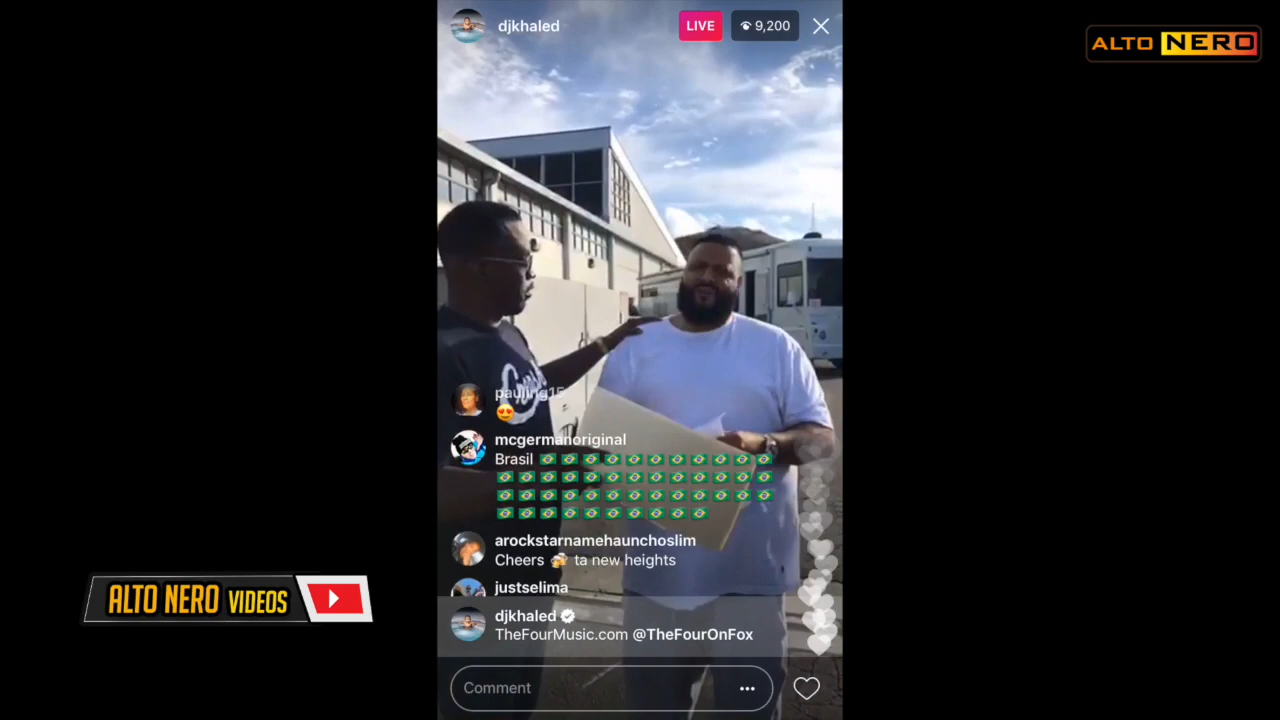 djkhaled
LIVE
9,200
ALTO NERO
pauling15
😍
mcgermanoriginal
Brasil 🇧🇷🇧🇷🇧🇷🇧🇷🇧🇷🇧🇷🇧🇷🇧🇷🇧🇷🇧🇷🇧🇷
🇧🇷🇧🇷🇧🇷🇧🇷🇧🇷🇧🇷🇧🇷🇧🇷🇧🇷🇧🇷🇧🇷🇧🇷🇧🇷
🇧🇷🇧🇷🇧🇷🇧🇷🇧🇷🇧🇷🇧🇷🇧🇷🇧🇷🇧🇷🇧🇷🇧🇷🇧🇷
🇧🇷🇧🇷🇧🇷🇧🇷🇧🇷🇧🇷🇧🇷🇧🇷🇧🇷🇧🇷
arockstarnamehaunchoslim
Cheers 🍻 ta new heights
justselima
djkhaled
TheFourMusic.com @TheFourOnFox
Comment
ALTO NERO VIDEOS